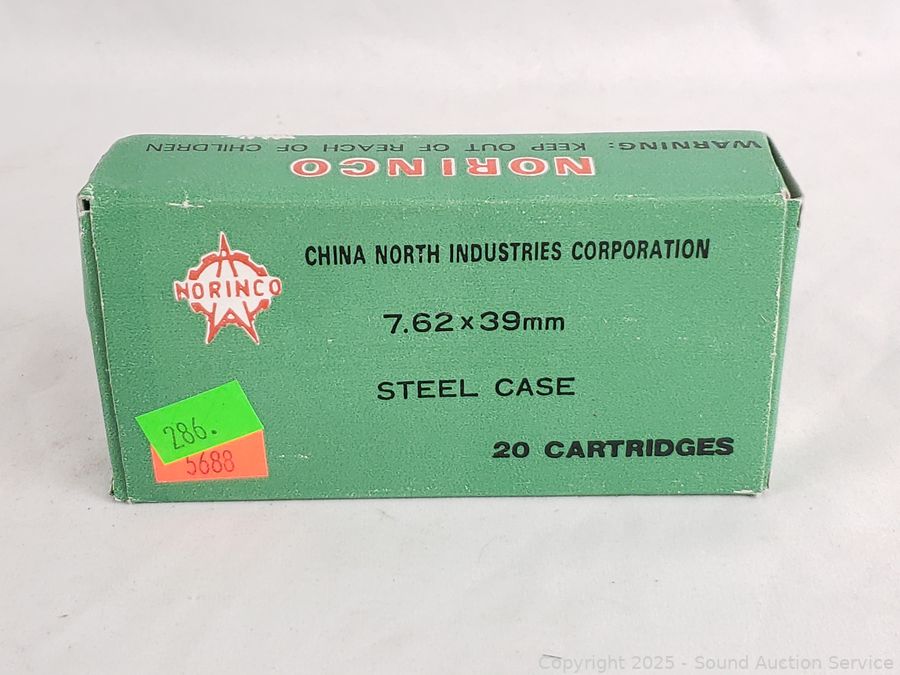 WARNING: KEEP OUT OF REACH OF CHILDREN
NORINCO
CHINA NORTH INDUSTRIES CORPORATION
NORINCO
7.62 x 39mm
STEEL CASE
20 CARTRIDGES
286.
5688
Copyright © 2025 - Sound Auction Service